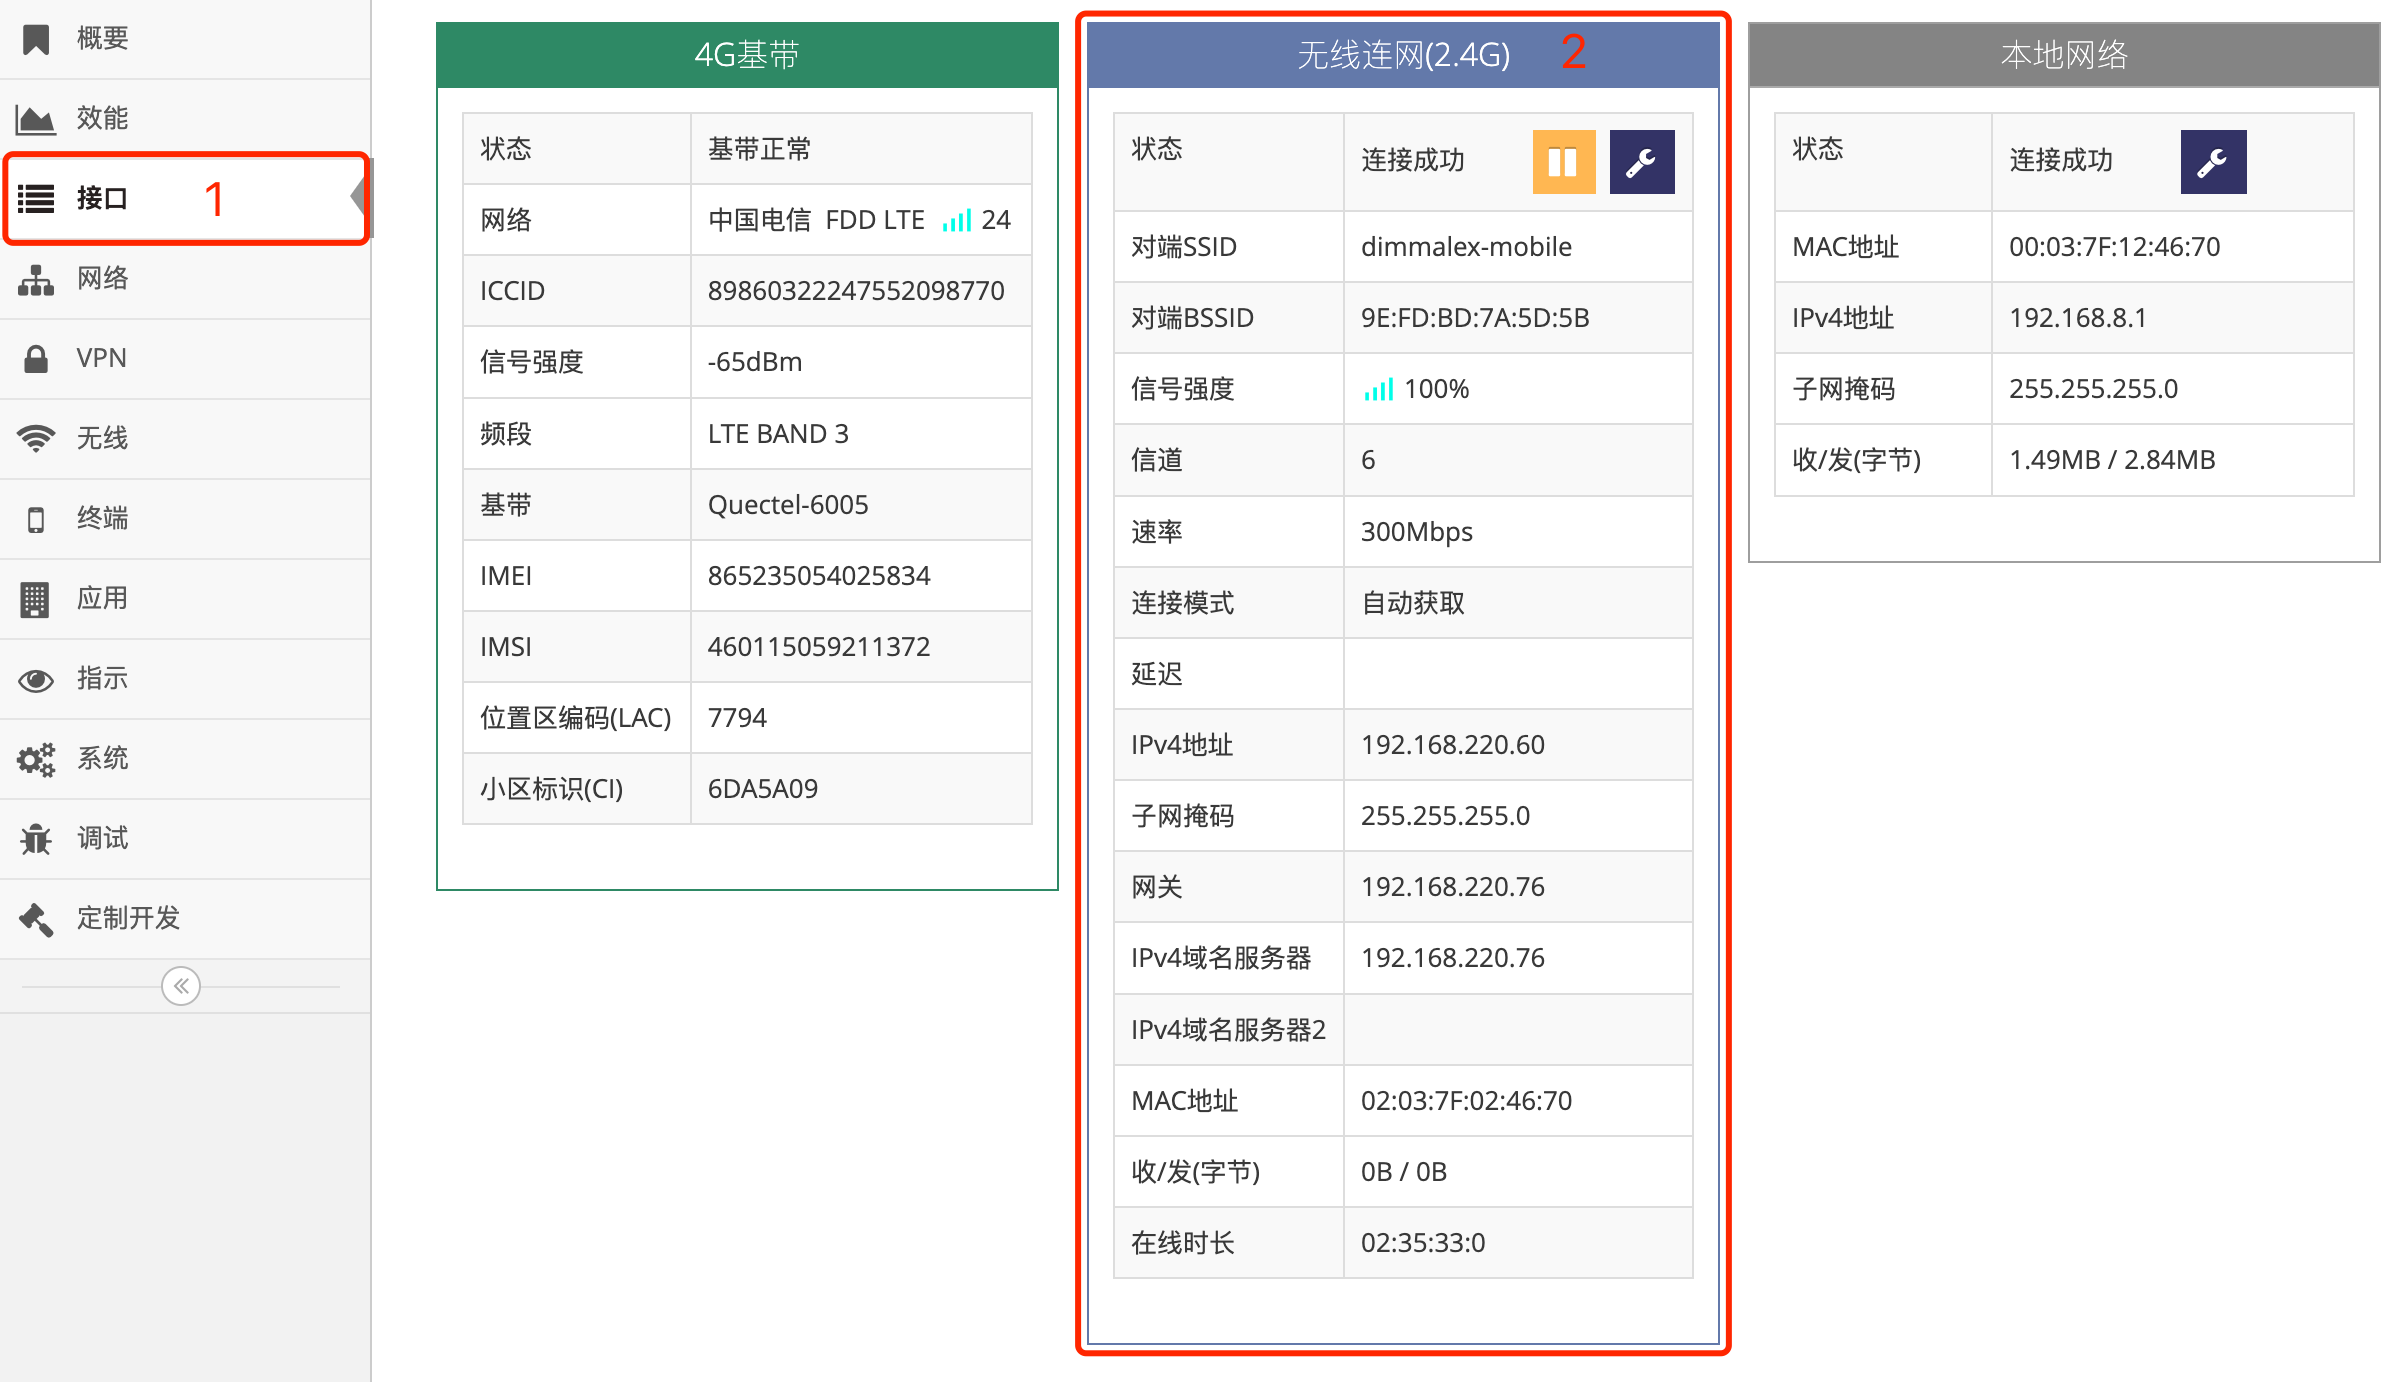 概要
效能
接口 1
网络
VPN
无线
终端
应用
指示
系统
调试
定制开发
4G基带
状态 基带正常
网络 中国电信 FDD LTE 24
ICCID 89860322247552098770
信号强度 -65dBm
频段 LTE BAND 3
基带 Quectel-6005
IMEI 865235054025834
IMSI 460115059211372
位置区编码(LAC) 7794
小区标识(CI) 6DA5A09
无线连网(2.4G) 2
状态 连接成功
对端SSID dimmalex-mobile
对端BSSID 9E:FD:BD:7A:5D:5B
信号强度 100%
信道 6
速率 300Mbps
连接模式 自动获取
延迟
IPv4地址 192.168.220.60
子网掩码 255.255.255.0
网关 192.168.220.76
IPv4域名服务器 192.168.220.76
IPv4域名服务器2
MAC地址 02:03:7F:02:46:70
收/发(字节) 0B / 0B
在线时长 02:35:33:0
本地网络
状态 连接成功
MAC地址 00:03:7F:12:46:70
IPv4地址 192.168.8.1
子网掩码 255.255.255.0
收/发(字节) 1.49MB / 2.84MB